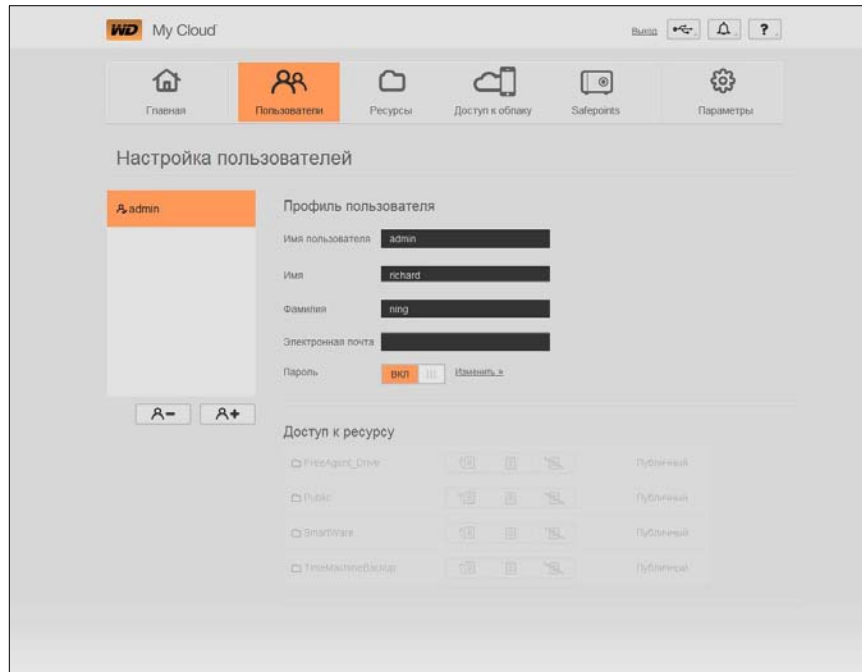 WD My Cloud
Выход ?
Главная Пользователи Ресурсы Доступ к облаку Safepoints Параметры
Настройка пользователей
admin
Профиль пользователя
Имя пользователя admin
Имя richard
Фамилия ning
Электронная почта
Пароль ВКЛ Изменить »
Доступ к ресурсу
FreeAgent_Drive Публичный
Public Публичный
SmartWare Публичный
TimeMachineBackup Публичный